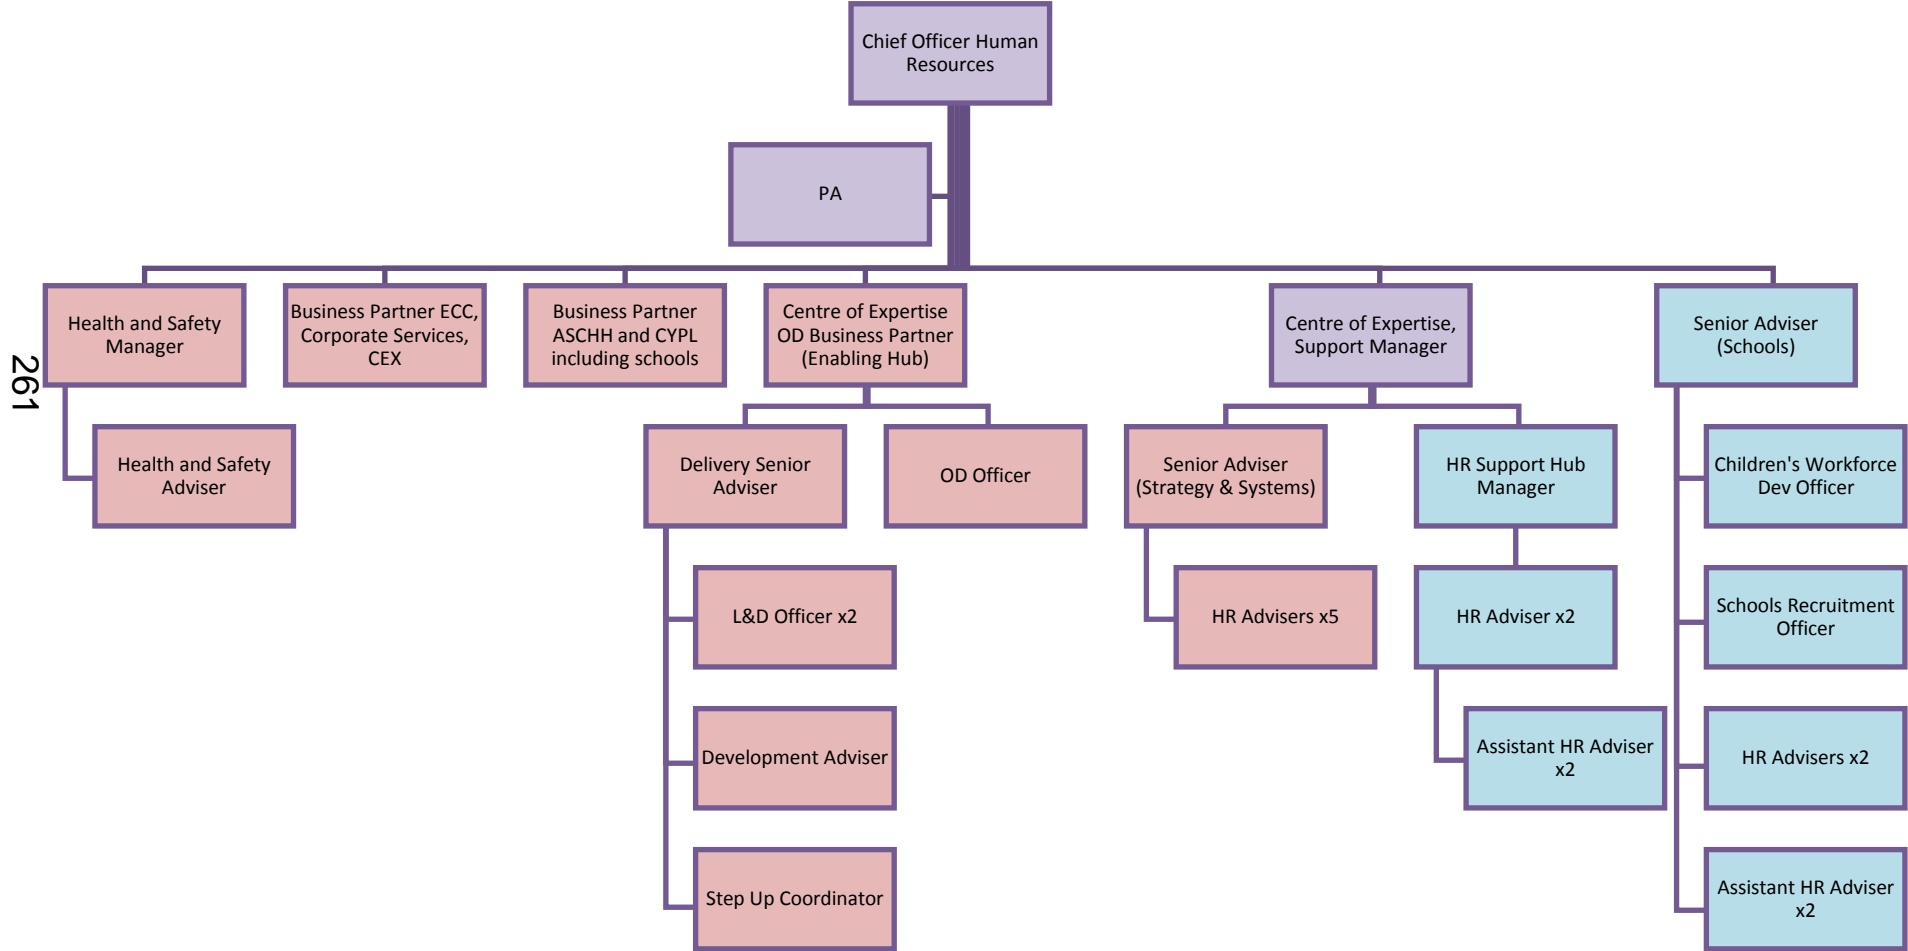 Chief Officer Human
Resources
PA
Health and Safety
Manager
Business Partner ECC,
Corporate Services,
CEX
Business Partner
ASCHH and CYPL
including schools
Centre of Expertise
OD Business Partner
(Enabling Hub)
Centre of Expertise,
Support Manager
Senior Adviser
(Schools)
261
Health and Safety
Adviser
Delivery Senior
Adviser
OD Officer
Senior Adviser
(Strategy & Systems)
HR Support Hub
Manager
Children's Workforce
Dev Officer
L&D Officer x2
HR Advisers x5
HR Adviser x2
Schools Recruitment
Officer
Development Adviser
Assistant HR Adviser
x2
HR Advisers x2
Step Up Coordinator
Assistant HR Adviser
x2